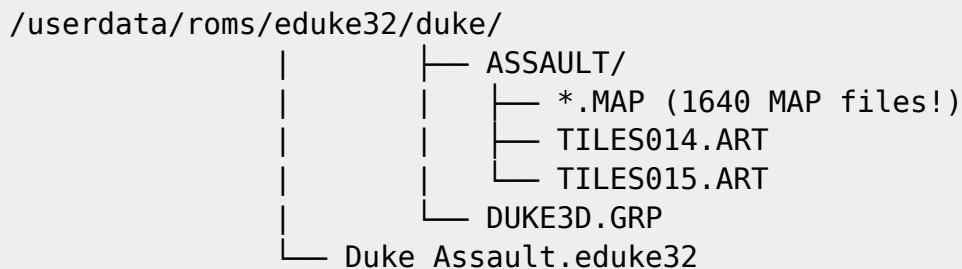 /userdata/roms/eduke32/duke/
│ ├── ASSAULT/
│ │ ├── *.MAP (1640 MAP files!)
│ │ ├── TILES014.ART
│ │ └── TILES015.ART
│ └── DUKE3D.GRP
└── Duke Assault.eduke32